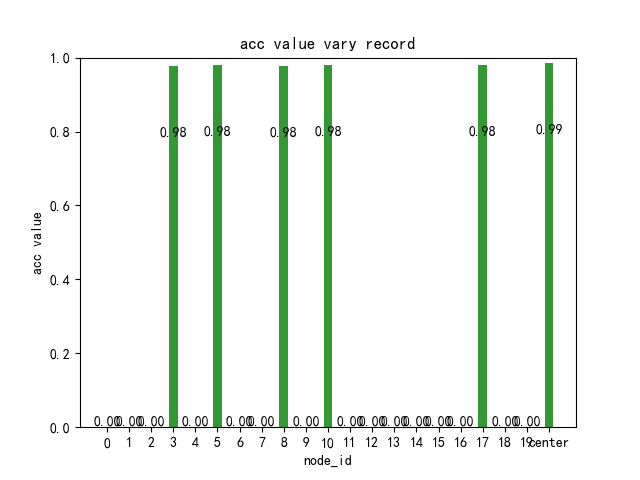 acc value vary record
acc value
1.0
0.8
0.6
0.4
0.2
0.0
0.98 0.98 0.98 0.98 0.98 0.99
0.00 0.00 0.00 0.00 0.00 0.00 0.00 0.00 0.00 0.00 0.00 0.00 0.00 0.00 0.00
0 1 2 3 4 5 6 7 8 9 10 11 12 13 14 15 16 17 18 19 center
node_id